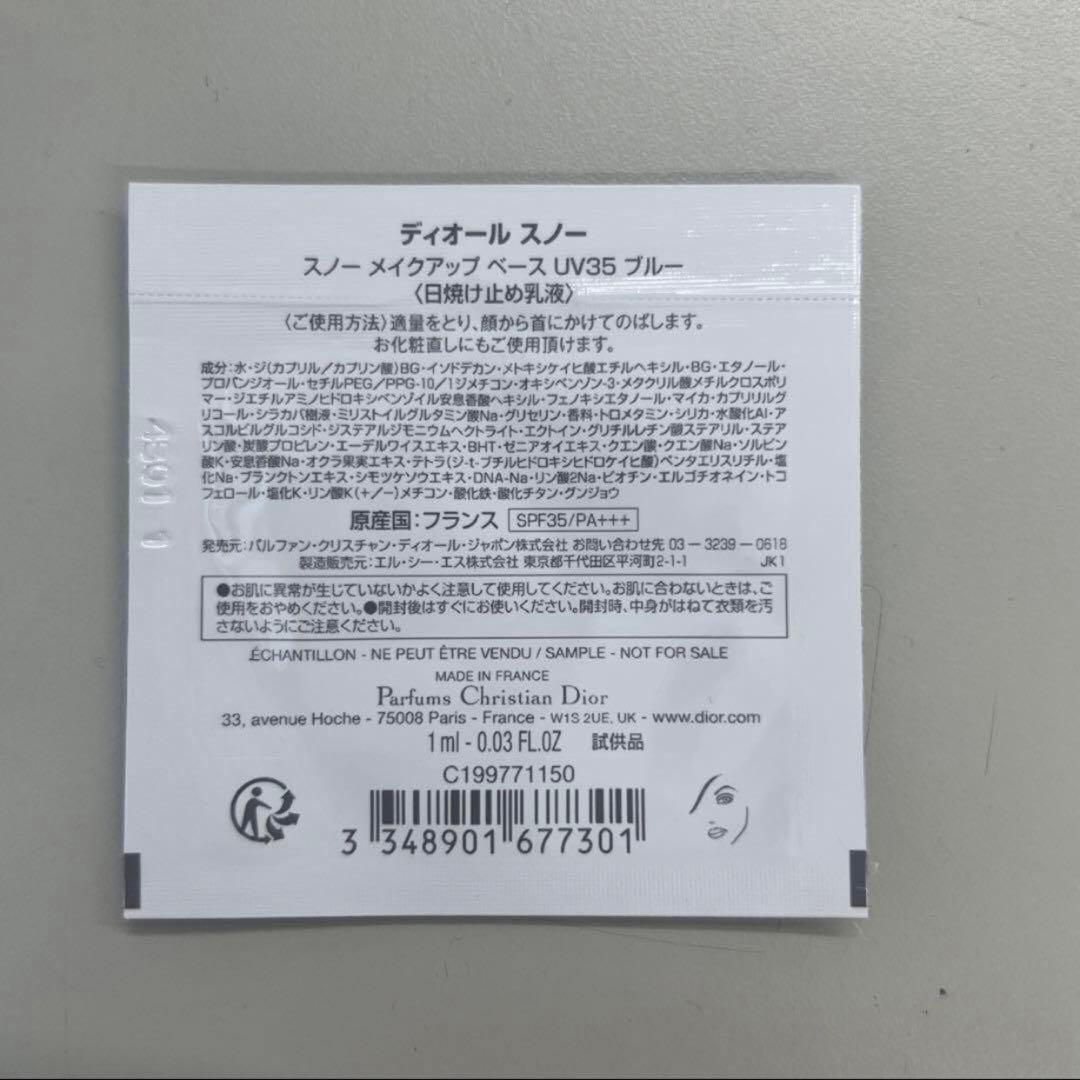 ディオール スノー
スノー メイクアップ ベース UV35 ブルー
〈日焼け止め乳液〉
〈ご使用方法〉適量をとり、顔から首にかけてのばします。
お化粧直しにもご使用頂けます。
成分:水・ジ(カプリル/カプリン酸)BG・イソドデカン・メトキシケイヒ酸エチルヘキシル・BG・エタノール・
プロパンジオール・セチルPEG/PPG-10/1ジメチコン・オキシベンゾン-3・メタクリル酸メチルクロスポリ
マー・ジエチルアミノヒドロキシベンゾイル安息香酸ヘキシル・フェノキシエタノール・マイカ・カプリリルグ
リコール・シラカバ樹液・ミリストイルグルタミン酸Na・グリセリン・香料・トロメタミン・シリカ・水酸化Al・ア
スコルビルグルコシド・ジステアルジモニウムヘクトライト・エクトイン・グリチルレチン酸ステアリル・ステア
リン酸・炭酸プロピレン・エーデルワイスエキス・BHT・ゼニアオイエキス・クエン酸・クエン酸Na・ソルビン
酸K・安息香酸Na・オクラ果実エキス・テトラ(ジ-t-ブチルヒドロキシヒドロケイヒ酸)ペンタエリスリチル・塩
化Na・プランクトンエキス・シモツケソウエキス・DNA-Na・リン酸2Na・ビオチン・エルゴチオネイン・トコ
フェロール・塩化K・リン酸K(+/-)メチコン・酸化鉄・酸化チタン・グンジョウ
原産国:フランス SPF35/PA+++
発売元:パルファン・クリスチャン・ディオール・ジャポン株式会社 お問い合わせ先 03-3239-0618
製造販売元:エル・シー・エス株式会社 東京都千代田区平河町2-1-1 JK1
●お肌に異常が生じていないかよく注意して使用してください。お肌に合わないときは、ご
使用をおやめください。●開封後はすぐにお使いください。開封時、中身がはねて衣類を汚
さないようにご注意ください。
ÉCHANTILLON - NE PEUT ÊTRE VENDU / SAMPLE - NOT FOR SALE
MADE IN FRANCE
Parfums Christian Dior
33, avenue Hoche - 75008 Paris - France - W1S 2UE, UK - www.dior.com
1 ml - 0.03 FL.OZ 試供品
C199771150
3 348901 677301